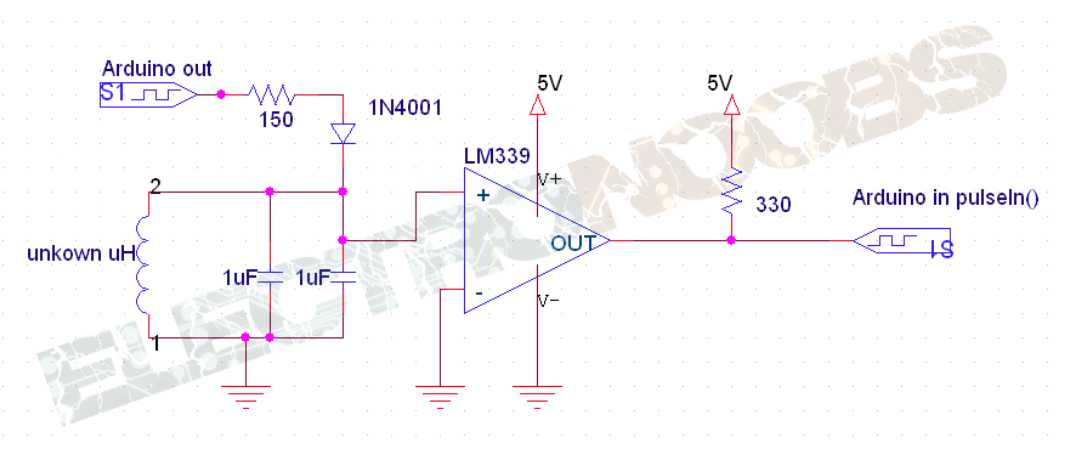 Arduino out
S1
150
1N4001
5V
5V
LM339
V+
+
330
Arduino in pulseIn()
2
OUT
S1
unkown uH
1uF
1uF
-
V-
1
ELECTRONOOBS